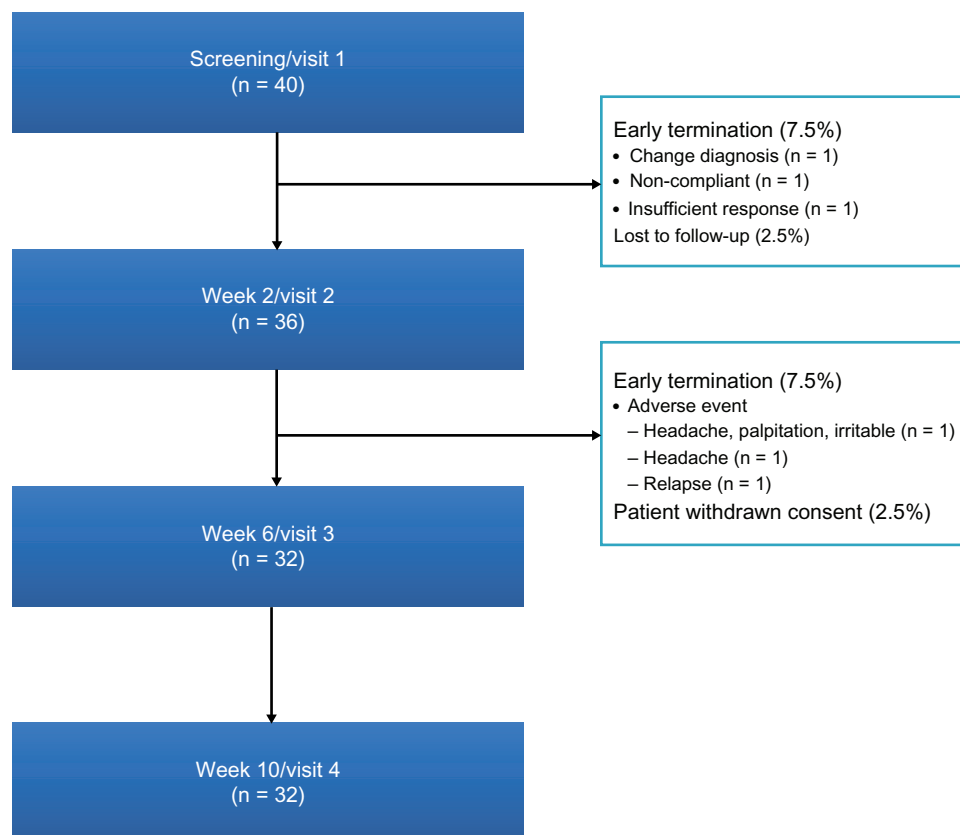 Screening/visit 1
(n = 40)
Early termination (7.5%)
• Change diagnosis (n = 1)
• Non-compliant (n = 1)
• Insufficient response (n = 1)
Lost to follow-up (2.5%)
Week 2/visit 2
(n = 36)
Early termination (7.5%)
• Adverse event
– Headache, palpitation, irritable (n = 1)
– Headache (n = 1)
– Relapse (n = 1)
Patient withdrawn consent (2.5%)
Week 6/visit 3
(n = 32)
Week 10/visit 4
(n = 32)